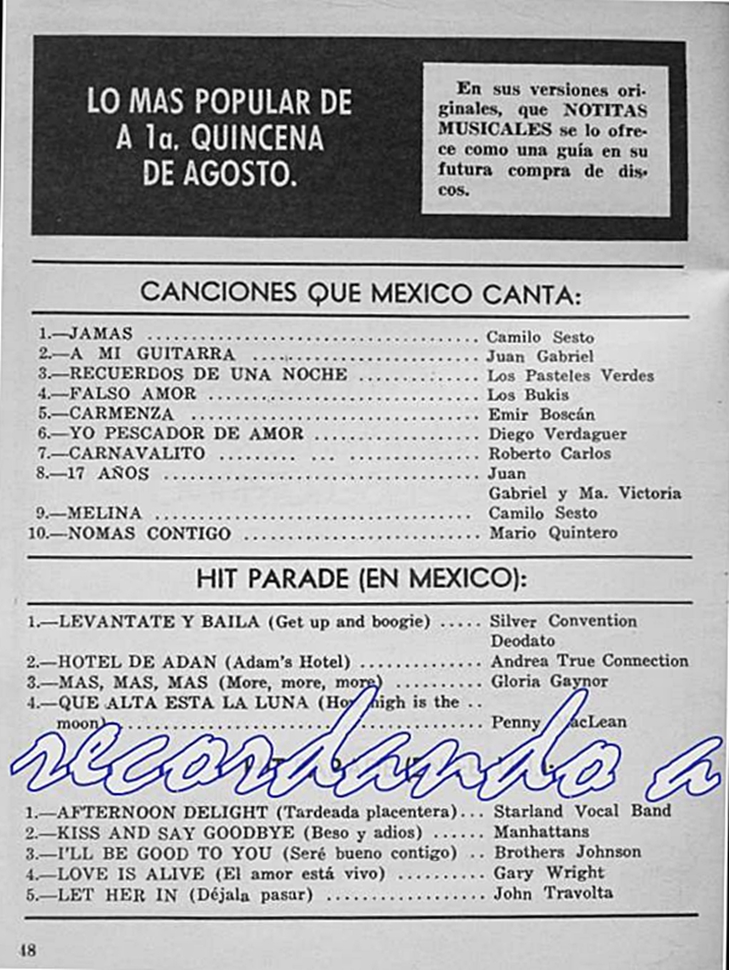 LO MAS POPULAR DE
A 1a. QUINCENA
DE AGOSTO.
En sus versiones ori-
ginales, que NOTITAS
MUSICALES se lo ofre-
ce como una guía en su
futura compra de dis-
cos.
CANCIONES QUE MEXICO CANTA:
1.—JAMAS ........ Camilo Sesto
2.—A MI GUITARRA ........ Juan Gabriel
3.—RECUERDOS DE UNA NOCHE ........ Los Pasteles Verdes
4.—FALSO AMOR ........ Los Bukis
5.—CARMENZA ........ Emir Boscán
6.—YO PESCADOR DE AMOR ........ Diego Verdaguer
7.—CARNAVALITO ........ Roberto Carlos
8.—17 AÑOS ........ Juan
Gabriel y Ma. Victoria
9.—MELINA ........ Camilo Sesto
10.—NOMAS CONTIGO ........ Mario Quintero
HIT PARADE (EN MEXICO):
1.—LEVANTATE Y BAILA (Get up and boogie) ..... Silver Convention
Deodato
2.—HOTEL DE ADAN (Adam's Hotel) ........ Andrea True Connection
3.—MAS, MAS, MAS (More, more, more) ........ Gloria Gaynor
4.—QUE ALTA ESTA LA LUNA (How high is the ..
moon) ........ Penny MacLean
recordando a
1.—AFTERNOON DELIGHT (Tardeada placentera)... Starland Vocal Band
2.—KISS AND SAY GOODBYE (Beso y adios) ...... Manhattans
3.—I'LL BE GOOD TO YOU (Seré bueno contigo) .. Brothers Johnson
4.—LOVE IS ALIVE (El amor está vivo) .......... Gary Wright
5.—LET HER IN (Déjala pasar) ........ John Travolta
48